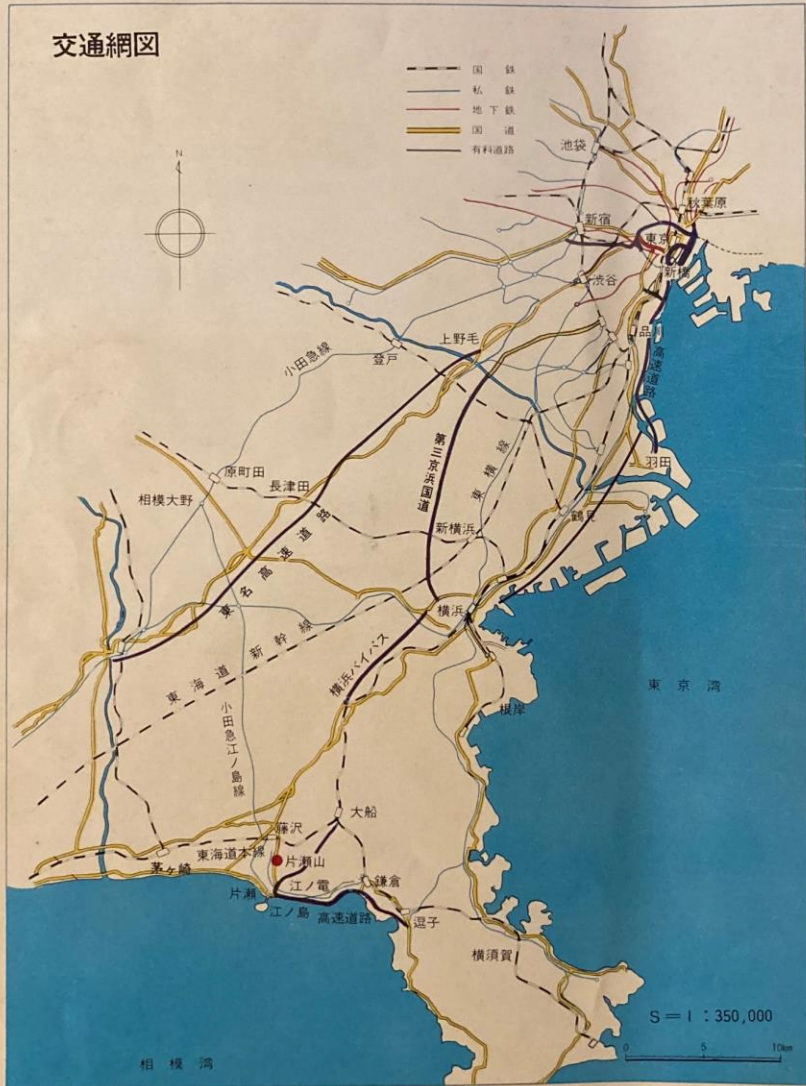 交通網図
国鉄
私鉄
地下鉄
国道
有料道路
N
池袋
秋葉原
新宿
東京
新橋
渋谷
品川
高速道路
上野毛
登戸
小田急線
第三京浜国道
東横線
羽田
原町田
長津田
相模大野
新横浜
鶴見
東名高速道路
横浜
東海道新幹線
横浜バイパス
東京湾
根岸
小田急江ノ島線
大船
藤沢
東海道本線
片瀬山
茅ヶ崎
江ノ電
鎌倉
片瀬
江ノ島
高速道路
逗子
横須賀
S=1:350,000
0 5 10km
相模湾